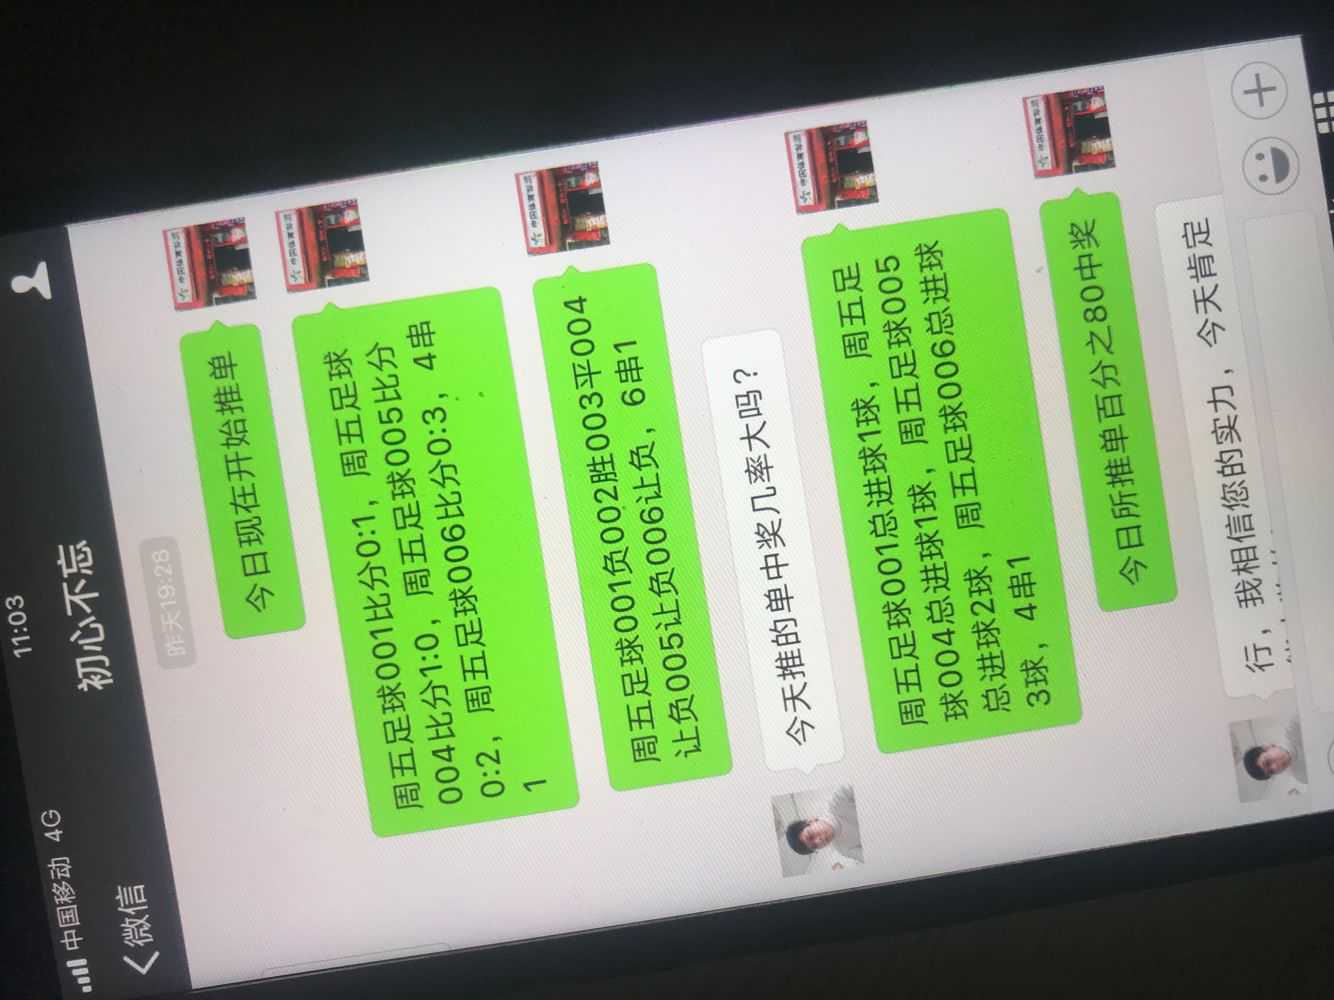 中国移动 4G
11:03
微信
初心不忘
昨天19:28
今日现在开始推单
周五足球001比分0:1，周五足球
004比分1:0，周五足球005比分
0:2，周五足球006比分0:3，4串
1
周五足球001负002胜003平004
让负005让负006让负，6串1
今天推的单中奖几率大吗？
周五足球001总进球1球，周五足
球004总进球1球，周五足球005
总进球2球，周五足球006总进球
3球，4串1
今日所推单百分之80中奖
行，我相信您的实力，今天肯定